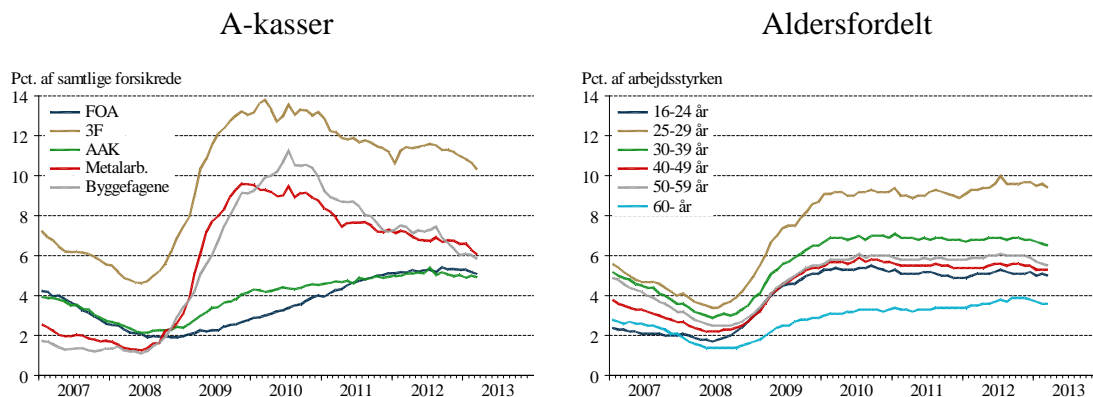 A-kasser
Pct. af samtlige forsikrede
14
12
10
8
6
4
2
0
FOA
3F
AAK
Metalarb.
Byggefagene
2007 2008 2009 2010 2011 2012 2013
Aldersfordelt
Pct. af arbejdsstyrken
14
12
10
8
6
4
2
0
16-24 år
25-29 år
30-39 år
40-49 år
50-59 år
60- år
2007 2008 2009 2010 2011 2012 2013